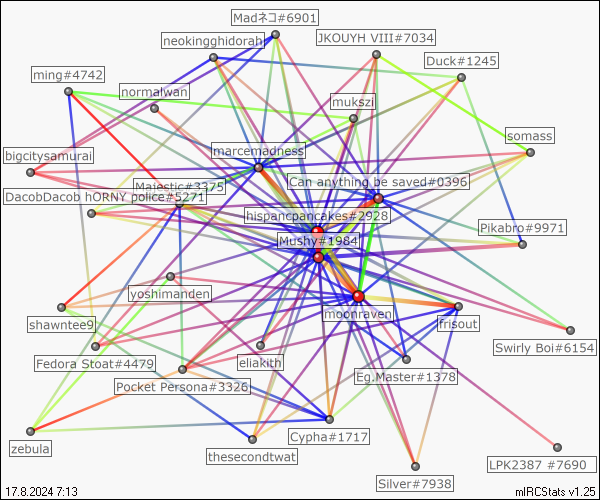 Madネコ#6901
neokingghidorah
JKOUYH VIII#7034
Duck#1245
ming#4742
normalwan
mukszi
somass
bigcitysamurai
marcemadness
Majestic#3375
Can anything be saved#0396
DacobDacob hORNY police#5271
hispancpancakes#2928
Pikabro#9971
Mushy#1984
yoshimanden
moonraven
frisout
shawntee9
Fedora Stoat#4479
eliakith
Swirly Boi#6154
Pocket Persona#3326
Eg.Master#1378
zebula
Cypha#1717
thesecondtwat
LPK2387 #7690
Silver#7938
17.8.2024 7:13
mIRCStats v1.25